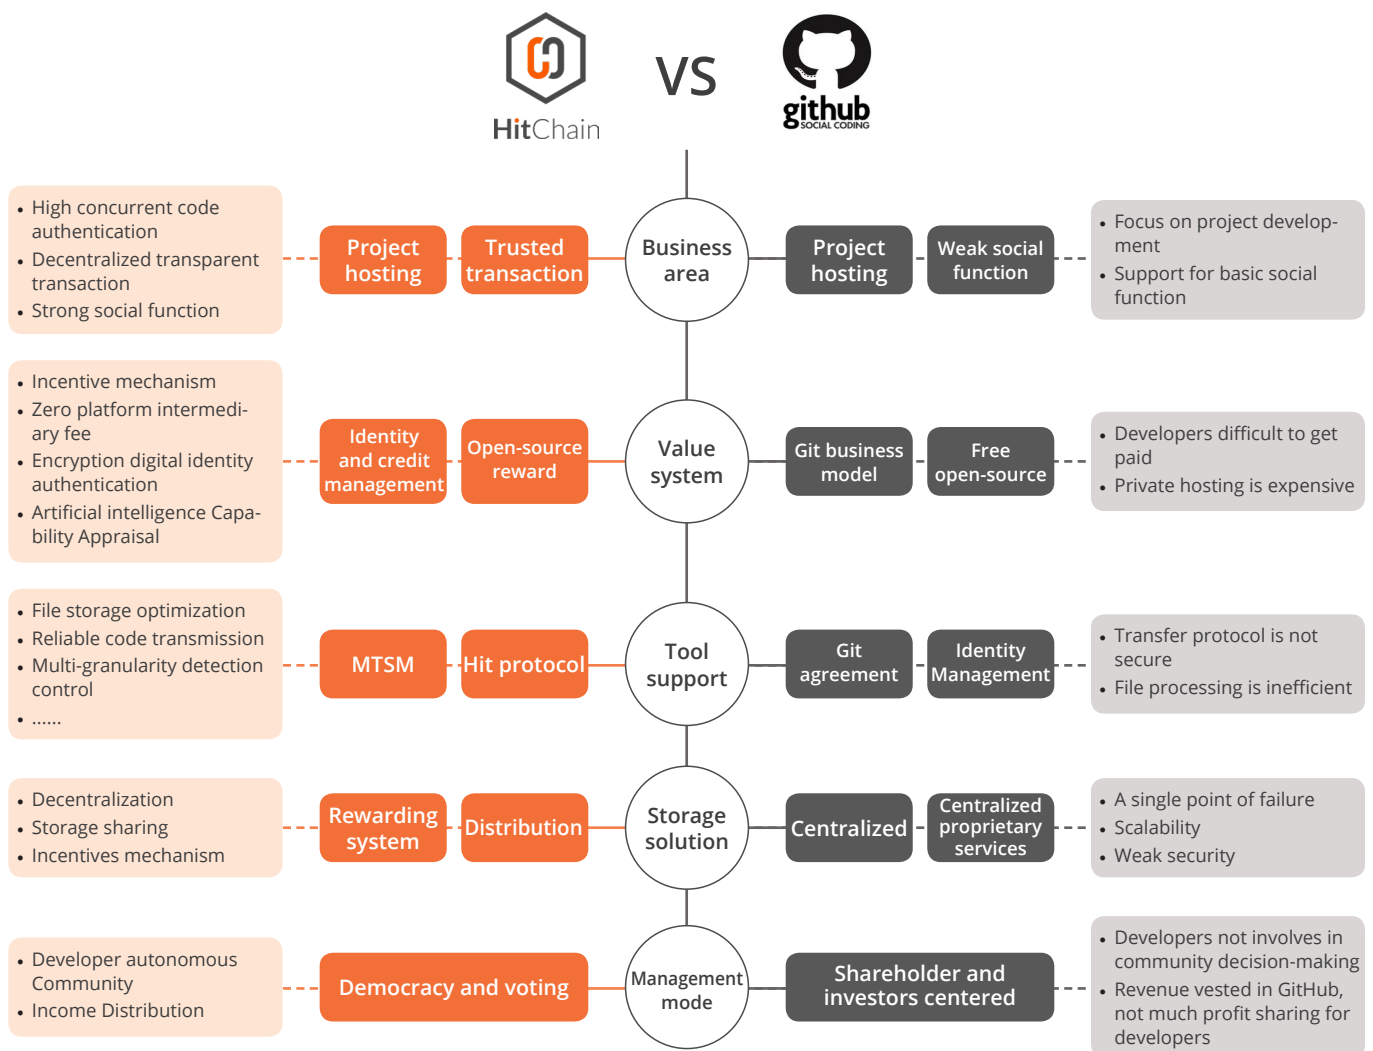 HitChain
VS
github
SOCIAL CODING
• High concurrent code
authentication
• Decentralized transparent
transaction
• Strong social function
Project
hosting
Trusted
transaction
Business
area
Project
hosting
Weak social
function
• Focus on project develop-
ment
• Support for basic social
function
• Incentive mechanism
• Zero platform intermedi-
ary fee
• Encryption digital identity
authentication
• Artificial intelligence Capa-
bility Appraisal
Identity
and credit
management
Open-source
reward
Value
system
Git business
model
Free
open-source
• Developers difficult to get
paid
• Private hosting is expensive
• File storage optimization
• Reliable code transmission
• Multi-granularity detection
control
• ......
MTSM
Hit protocol
Tool
support
Git
agreement
Identity
Management
• Transfer protocol is not
secure
• File processing is inefficient
• Decentralization
• Storage sharing
• Incentives mechanism
Rewarding
system
Distribution
Storage
solution
Centralized
Centralized
proprietary
services
• A single point of failure
• Scalability
• Weak security
• Developer autonomous
Community
• Income Distribution
Democracy and voting
Management
mode
Shareholder and
investors centered
• Developers not involves in
community decision-making
• Revenue vested in GitHub,
not much profit sharing for
developers